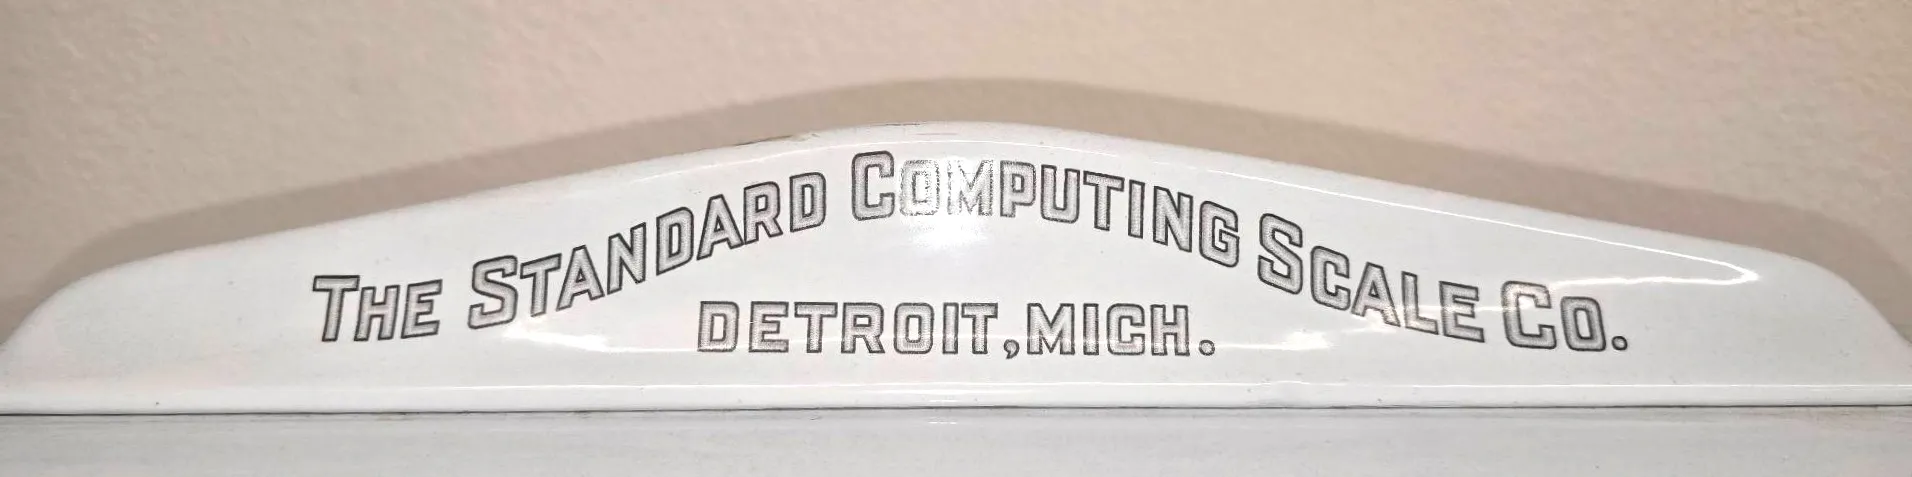 THE STANDARD COMPUTING SCALE CO.
DETROIT, MICH.